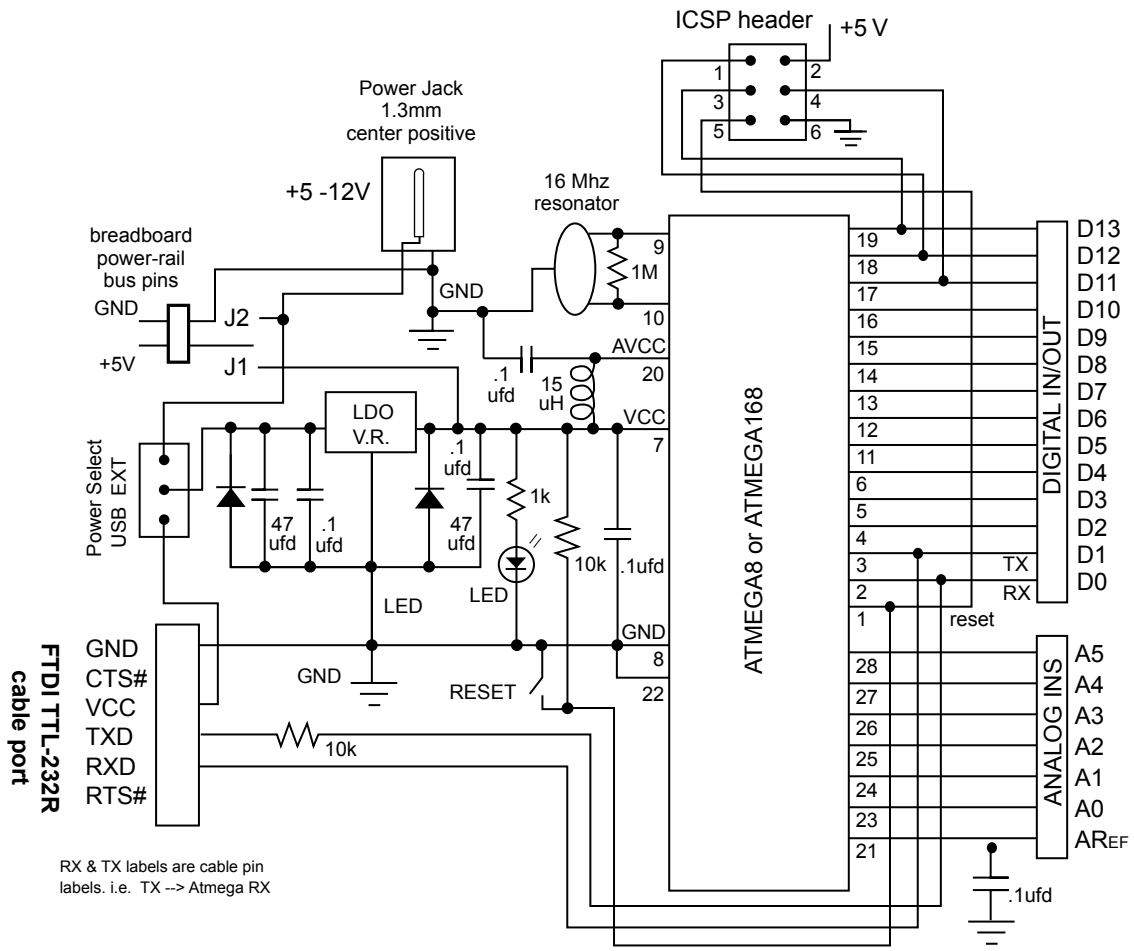 ICSP header
+5 V
1
2
3
4
5
6
Power Jack
1.3mm
center positive
+5 -12V
16 Mhz
resonator
breadboard
power-rail
bus pins
GND
+5V
J2
J1
GND
9
1M
10
AVCC
20
.1
ufd
15
uH
VCC
7
LDO
V.R.
Power Select
USB EXT
47
ufd
.1
ufd
.1
ufd
47
ufd
1k
10k
.1ufd
LED
LED
GND
8
22
GND
RESET
ATMEGA8 or ATMEGA168
19
18
17
16
15
14
13
12
11
6
5
4
3
2
1
TX
RX
reset
28
27
26
25
24
23
21
DIGITAL IN/OUT
D13
D12
D11
D10
D9
D8
D7
D6
D5
D4
D3
D2
D1
D0
ANALOG INS
A5
A4
A3
A2
A1
A0
AREF
.1ufd
FTDI TTL-232R
cable port
GND
CTS#
VCC
TXD
RXD
RTS#
10k
RX & TX labels are cable pin
labels. i.e. TX --> Atmega RX